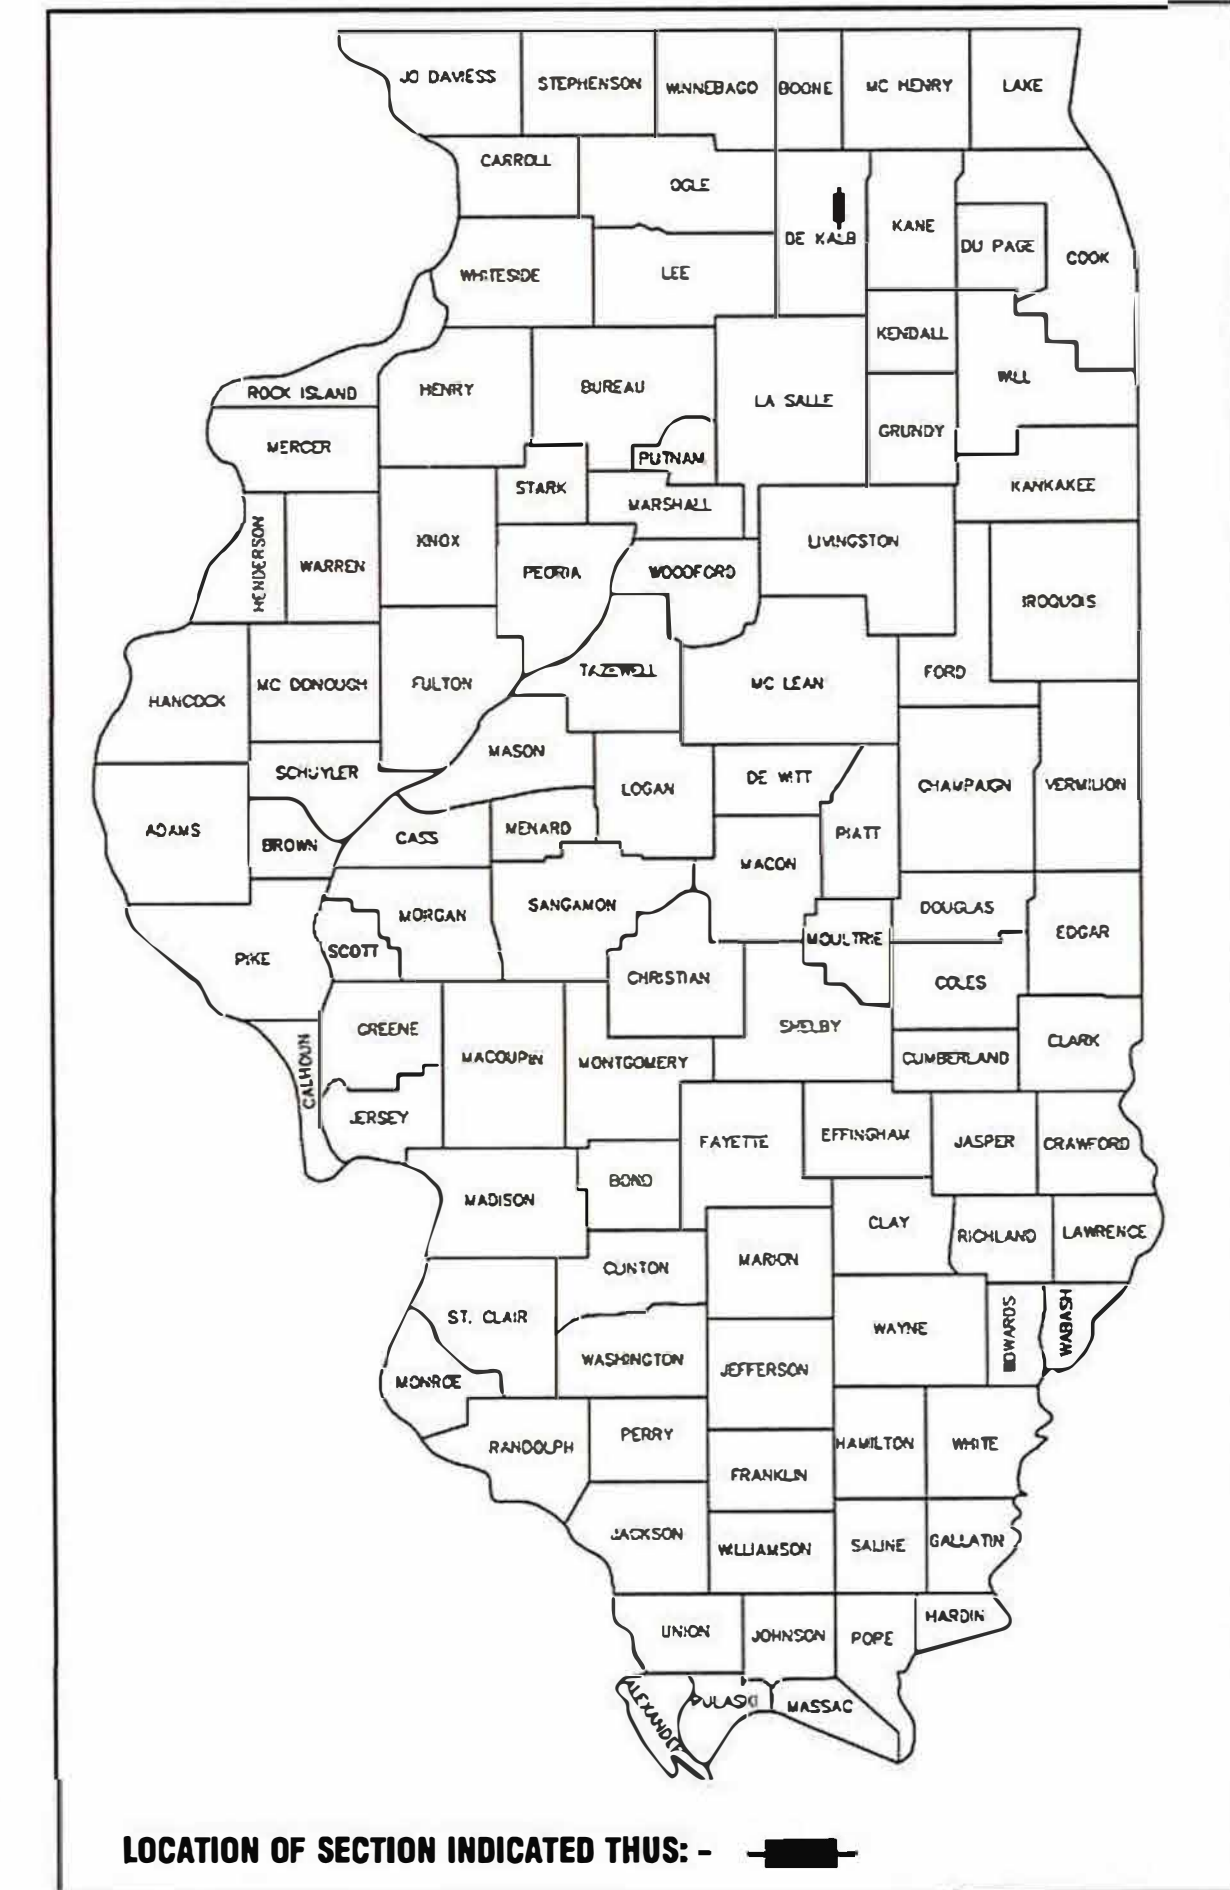 JO DAVIESS
STEPHENSON
WINNEBAGO
BOONE
MC HENRY
LAKE
CARROLL
OGLE
DE KALB
KANE
DU PAGE
COOK
WHITESIDE
LEE
KENDALL
WILL
ROCK ISLAND
HENRY
BUREAU
LA SALLE
GRUNDY
MERCER
PUTNAM
STARK
MARSHALL
KANKAKEE
HENDERSON
WARREN
KNOX
PEORIA
WOODFORD
LIVINGSTON
IROQUOIS
HANCOCK
MC DONOUGH
FULTON
TAZEWELL
MC LEAN
FORD
SCHUYLER
MASON
LOGAN
DE WITT
CHAMPAIGN
VERMILION
ADAMS
BROWN
CASS
MENARD
PIATT
MACON
PIKE
SCOTT
MORGAN
SANGAMON
CHRISTIAN
MOULTRIE
DOUGLAS
EDGAR
COLES
SHELBY
CALHOUN
GREENE
MACOUPIN
MONTGOMERY
CUMBERLAND
CLARK
JERSEY
FAYETTE
EFFINGHAM
JASPER
CRAWFORD
MADISON
BOND
CLAY
RICHLAND
LAWRENCE
CLINTON
MARION
ST. CLAIR
WASHINGTON
WAYNE
EDWARDS
WABASH
MONROE
JEFFERSON
RANDOLPH
PERRY
HAMILTON
WHITE
FRANKLIN
JACKSON
WILLIAMSON
SALINE
GALLATIN
UNION
JOHNSON
POPE
HARDIN
ALEXANDER
PULASKI
MASSAC
LOCATION OF SECTION INDICATED THUS: -